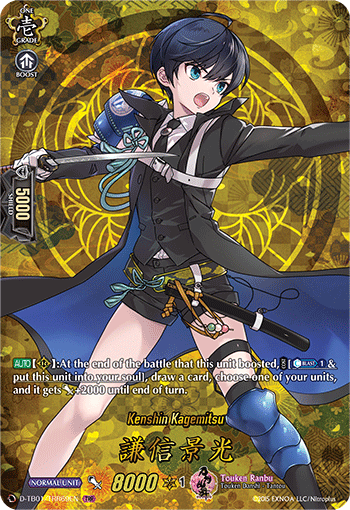 ONE
壱
GRADE
BOOST
5000
SHIELD
AUTO【 】:At the end of the battle that this unit boosted, COST [ BLAST 1 &
put this unit into your soul], draw a card, choose one of your units,
and it gets +2000 until end of turn.
Kenshin Kagemitsu
謙信景光
NORMAL UNIT
8000 1
Touken Ranbu
Touken Danshi / Tantou
©2015 EXNOA LLC/Nitroplus